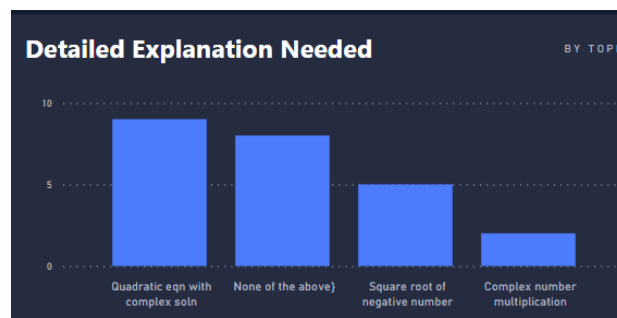 Detailed Explanation Needed
BY TOPI
10
5
0
Quadratic eqn with
complex soln
None of the above}
Square root of
negative number
Complex number
multiplication